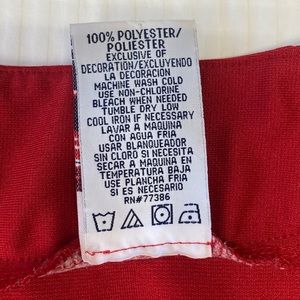 100% POLYESTER/
POLIESTER
EXCLUSIVE OF
DECORATION/EXCLUYENDO
LA DECORACION
MACHINE WASH COLD
USE NON-CHLORINE
BLEACH WHEN NEEDED
TUMBLE DRY LOW
COOL IRON IF NECESSARY
LAVAR A MAQUINA
CON AGUA FRIA
USAR BLANQUEADOR
SIN CLORO SI NECESITA
SECAR A MAQUINA EN
TEMPERATURA BAJA
USE PLANCHA FRIA
SI ES NECESARIO
RN#77386